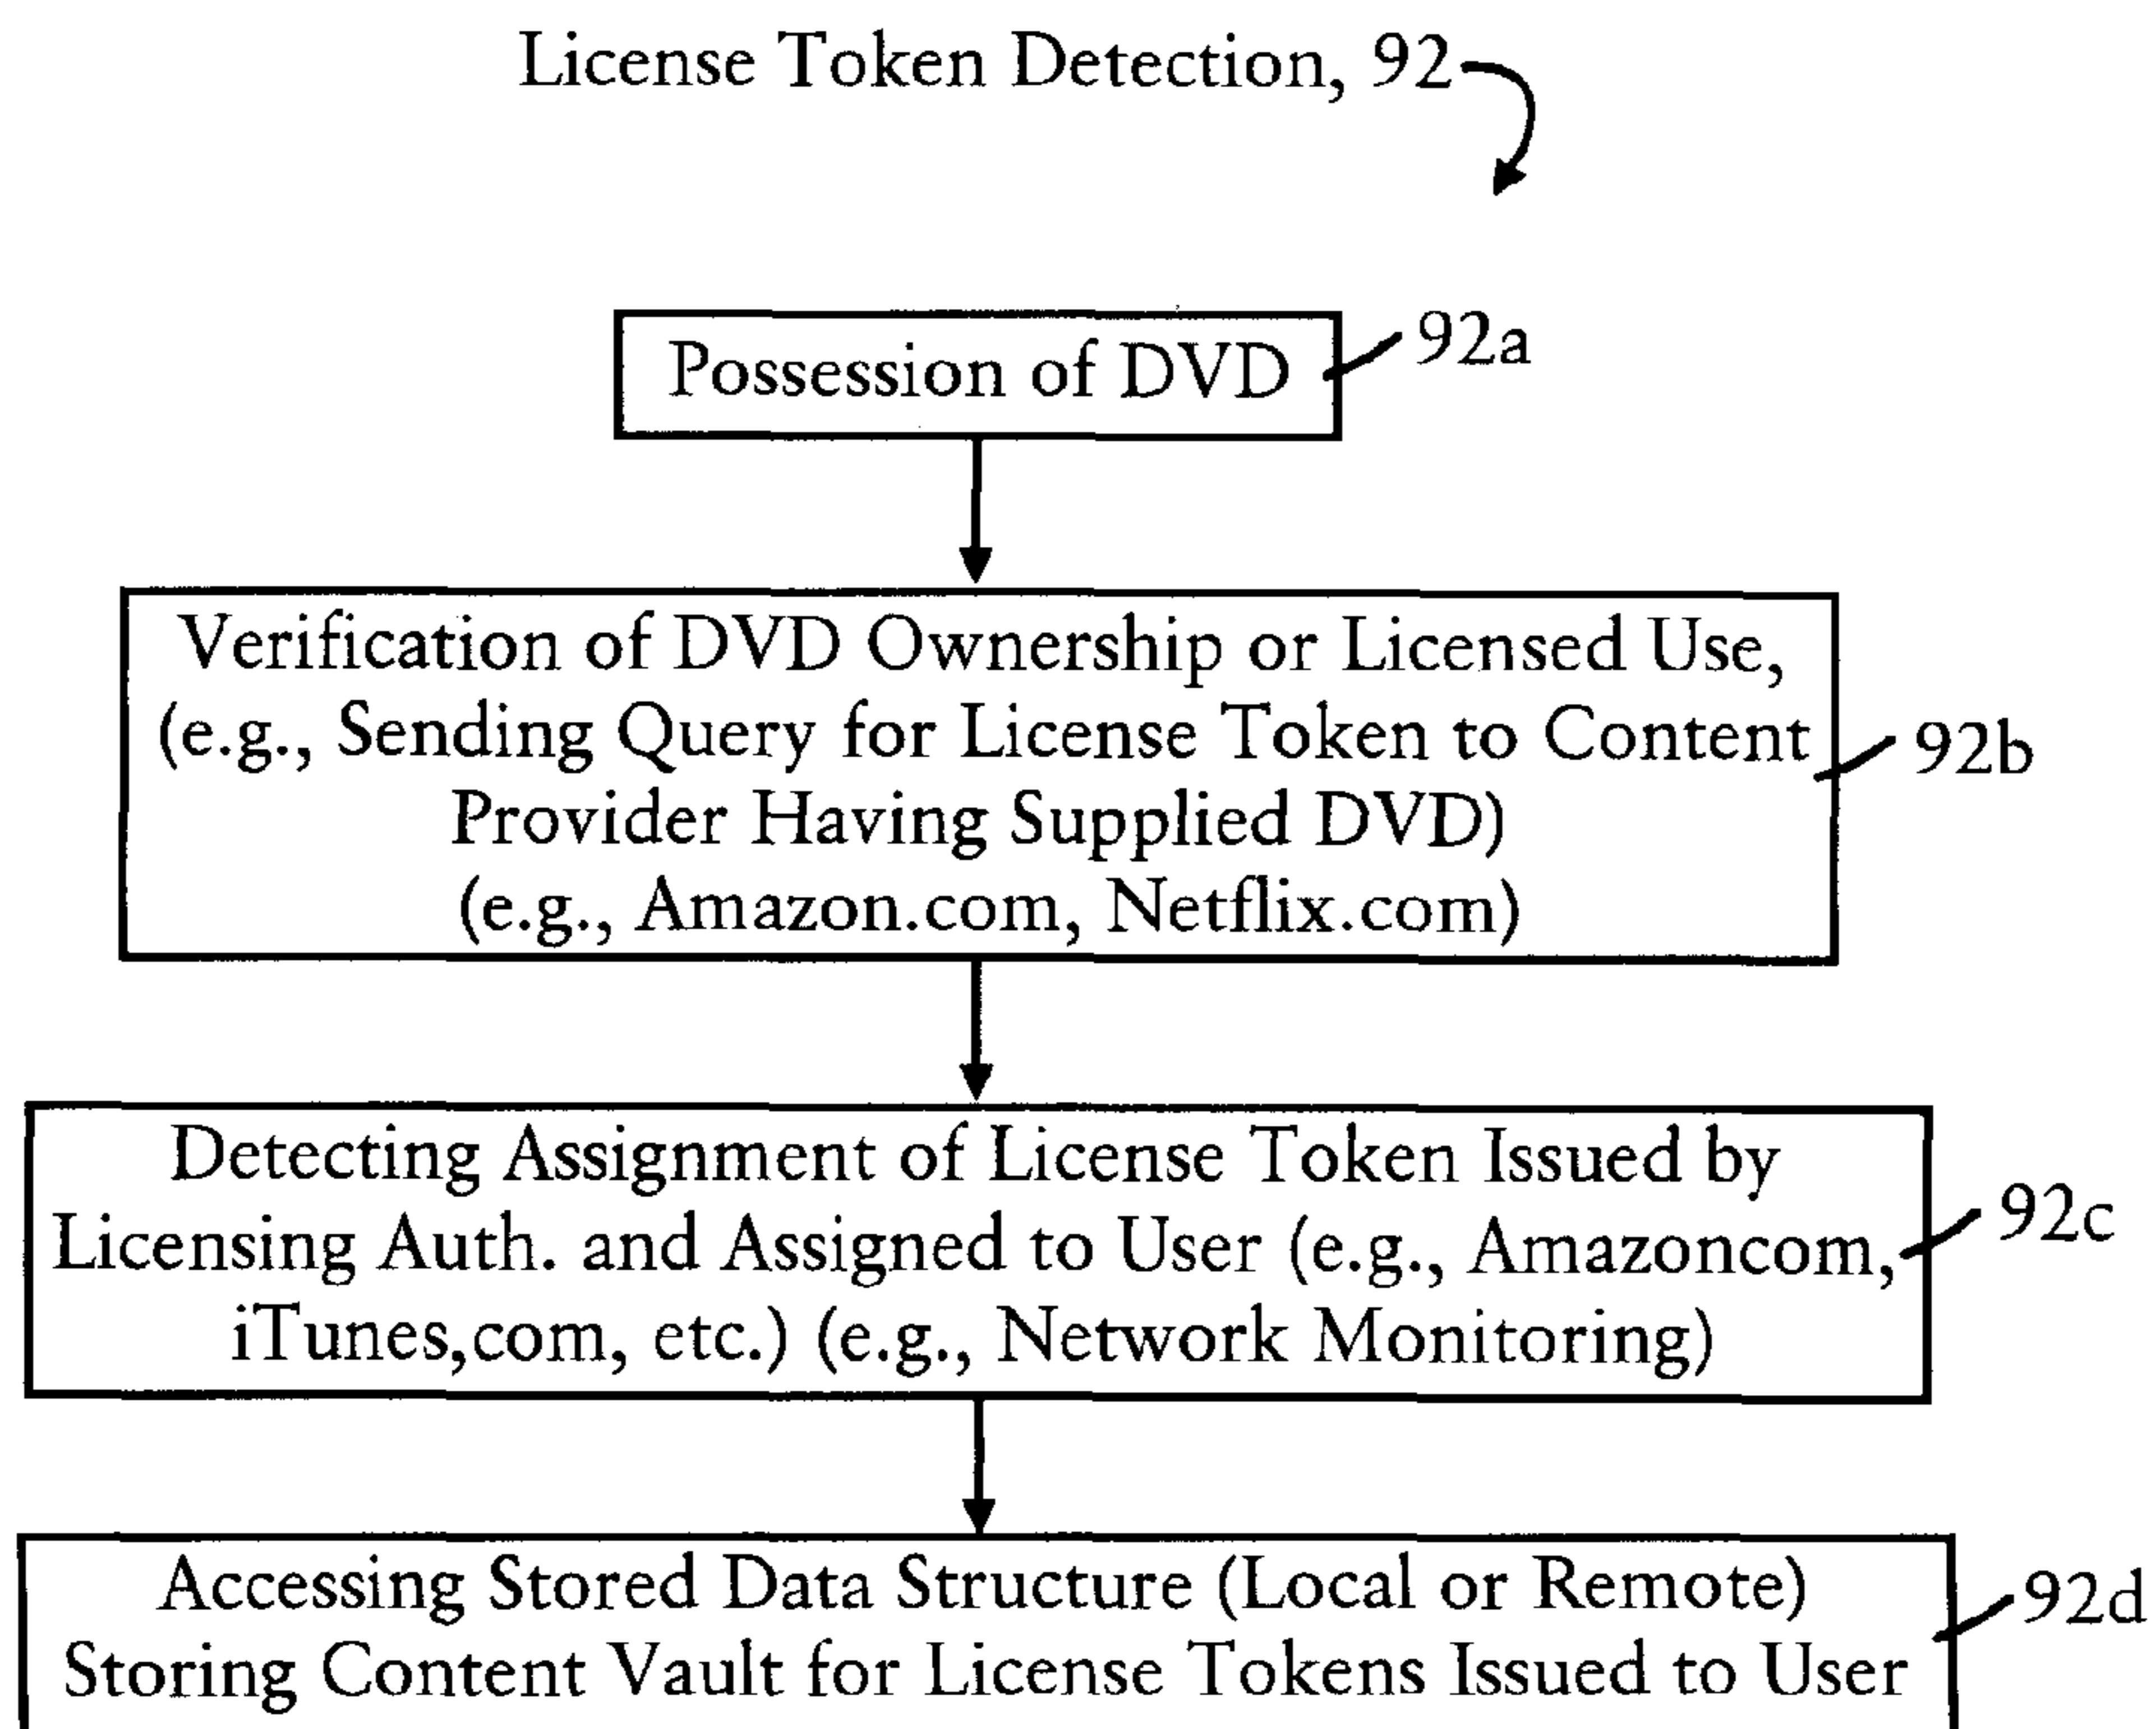 License Token Detection, 92
Possession of DVD
92a
Verification of DVD Ownership or Licensed Use,
(e.g., Sending Query for License Token to Content
Provider Having Supplied DVD)
(e.g., Amazon.com, Netflix.com)
92b
Detecting Assignment of License Token Issued by
Licensing Auth. and Assigned to User (e.g., Amazoncom,
iTunes,com, etc.) (e.g., Network Monitoring)
92c
Accessing Stored Data Structure (Local or Remote)
Storing Content Vault for License Tokens Issued to User
92d